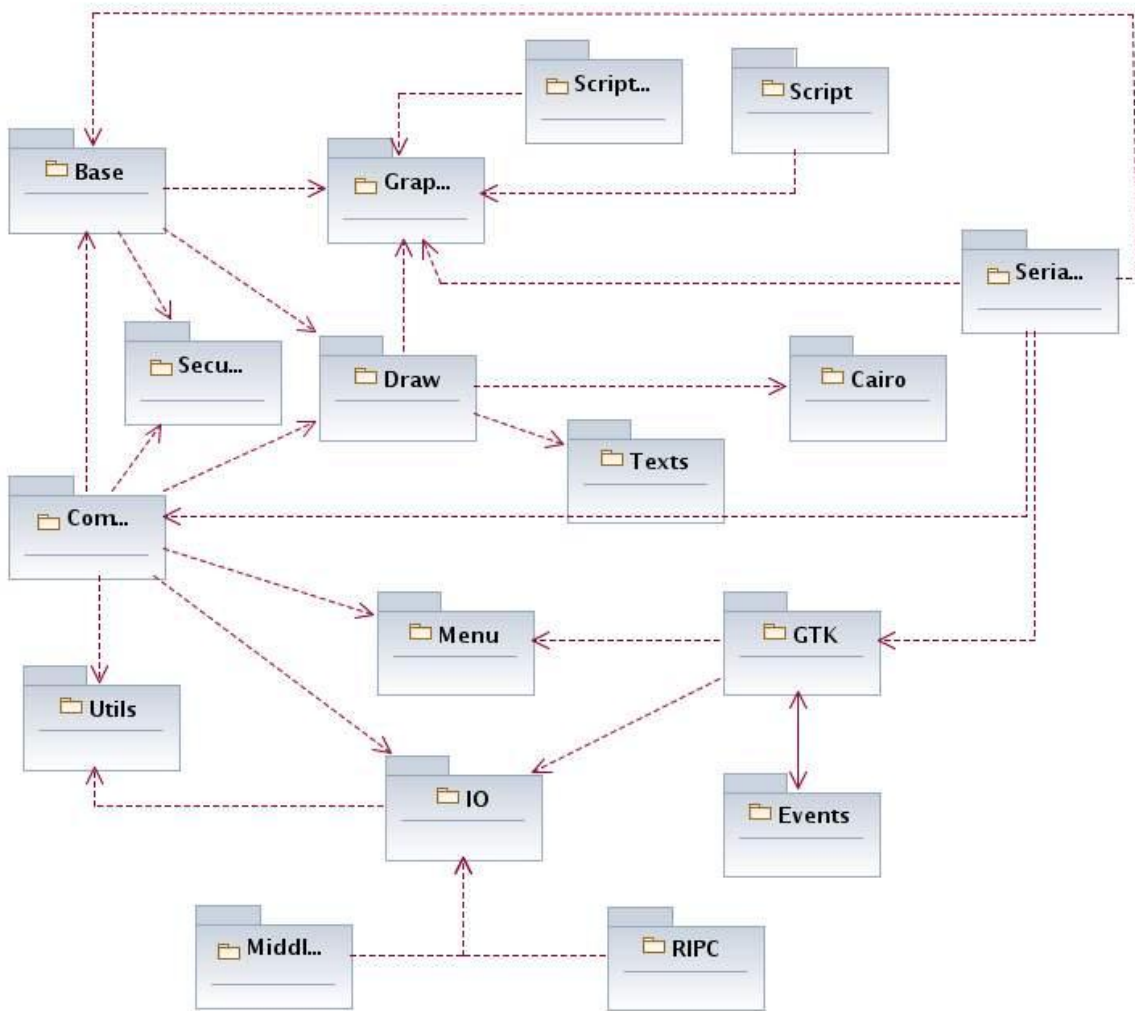 Script...
Script
Base
Grap...
Seria...
Secu...
Draw
Cairo
Texts
Com...
Menu
GTK
Utils
IO
Events
Middl...
RIPC